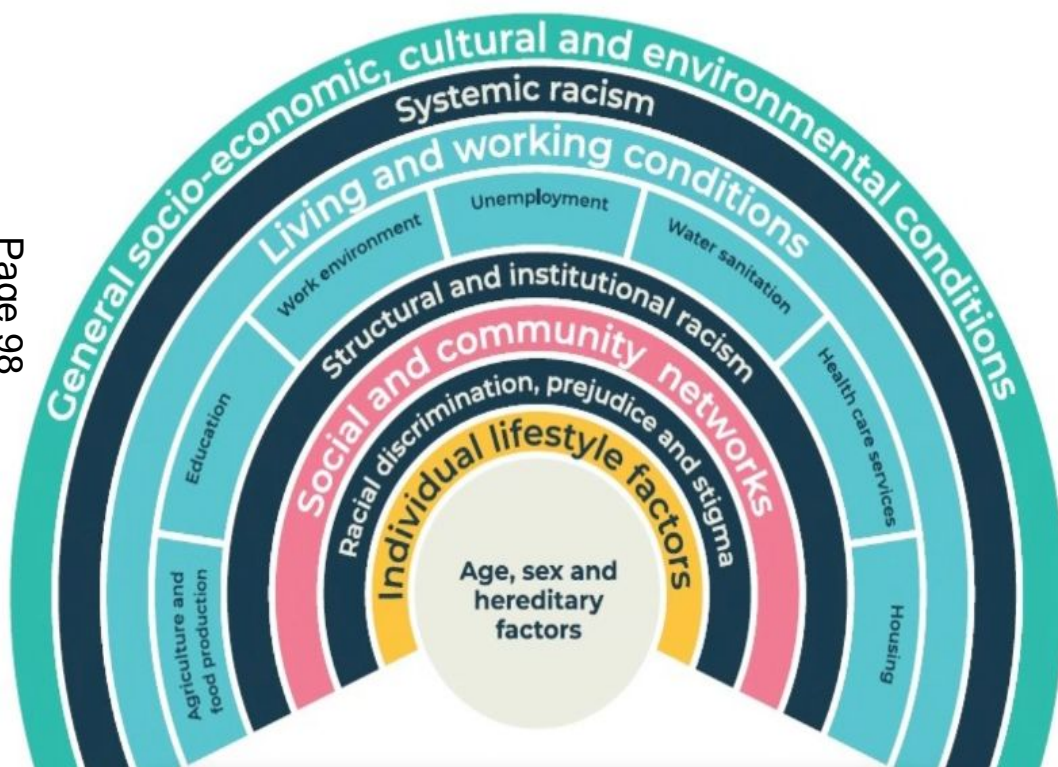 General socio-economic, cultural and environmental conditions
Systemic racism
Living and working conditions
Agriculture and
food production
Education
Work environment
Unemployment
Water sanitation
Health care services
Housing
Structural and institutional racism
Social and community networks
Racial discrimination, prejudice and stigma
Individual lifestyle factors
Age, sex and
hereditary
factors
Page 98